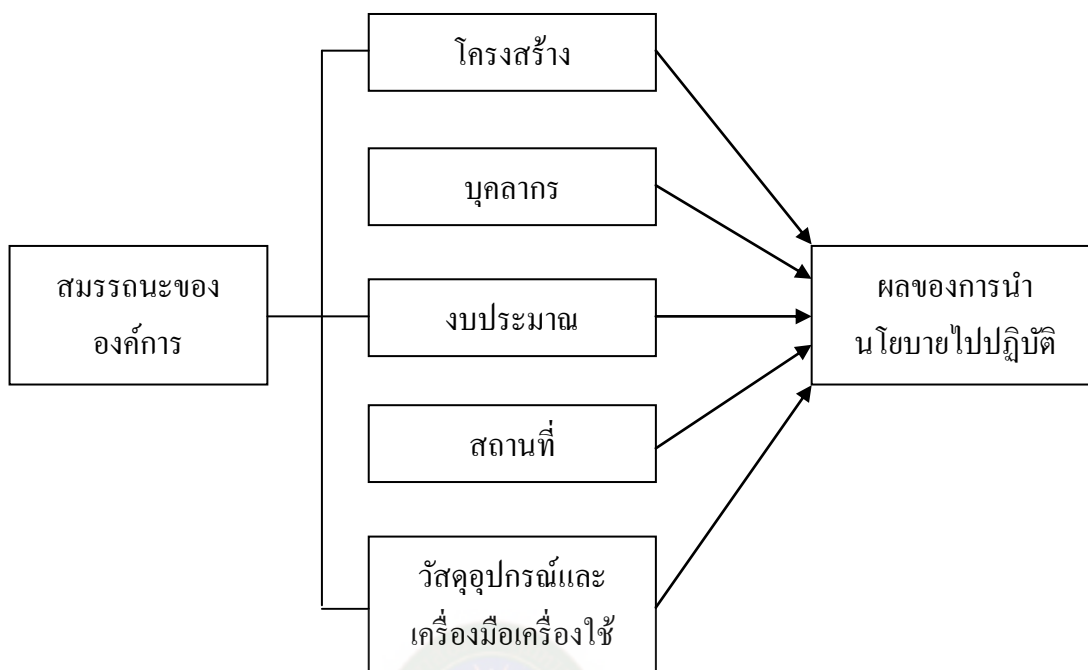 โครงสร้าง
บุคลากร
สมรรถนะของ
องค์การ
งบประมาณ
ผลของการนำ
นโยบายไปปฏิบัติ
สถานที่
วัสดุอุปกรณ์และ
เครื่องมือเครื่องใช้